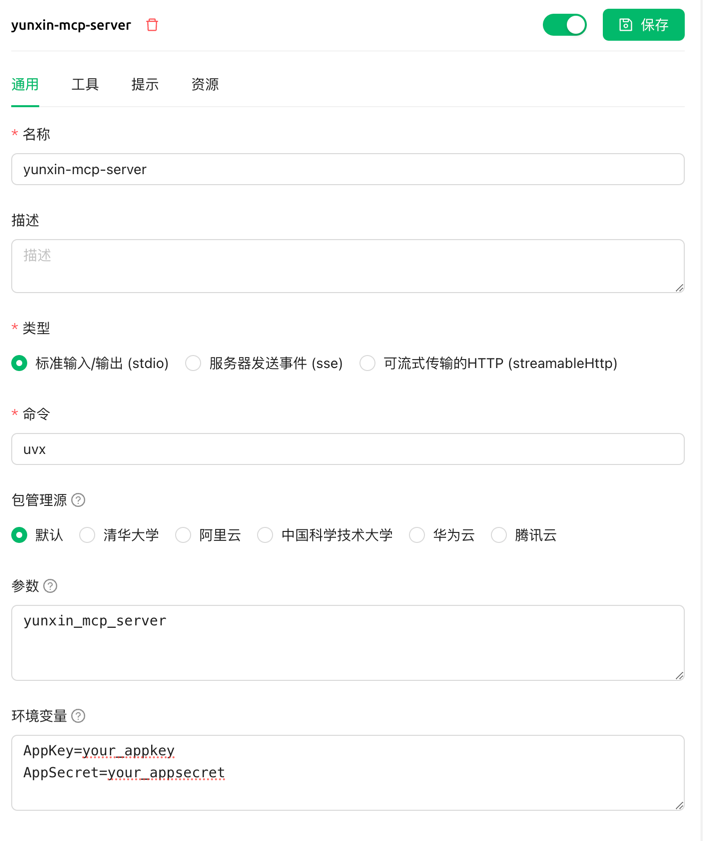 yunxin-mcp-server
保存
通用 工具 提示 资源
* 名称
yunxin-mcp-server
描述
描述
* 类型
标准输入/输出 (stdio) 服务器发送事件 (sse) 可流式传输的HTTP (streamableHttp)
* 命令
uvx
包管理源 ?
默认 清华大学 阿里云 中国科学技术大学 华为云 腾讯云
参数 ?
yunxin_mcp_server
环境变量 ?
AppKey=your_appkey
AppSecret=your_appsecret